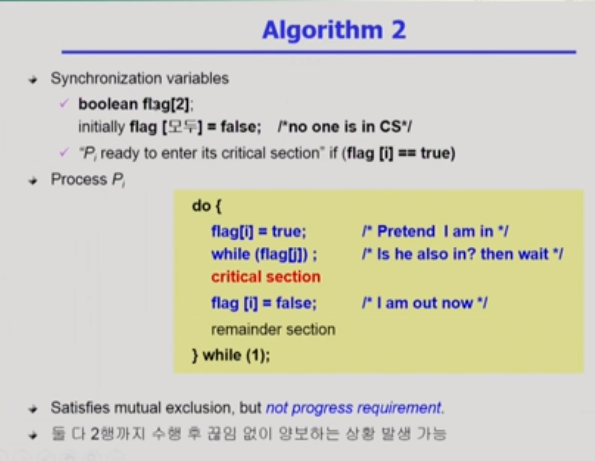 Algorithm 2
Synchronization variables
boolean flag[2];
initially flag [모두] = false; /*no one is in CS*/
"Pi ready to enter its critical section" if (flag [i] == true)
Process Pi
do {
flag[i] = true; /* Pretend I am in */
while (flag[j]) ; /* Is he also in? then wait */
critical section
flag [i] = false; /* I am out now */
remainder section
} while (1);
Satisfies mutual exclusion, but not progress requirement.
둘 다 2행까지 수행 후 끊임 없이 양보하는 상황 발생 가능